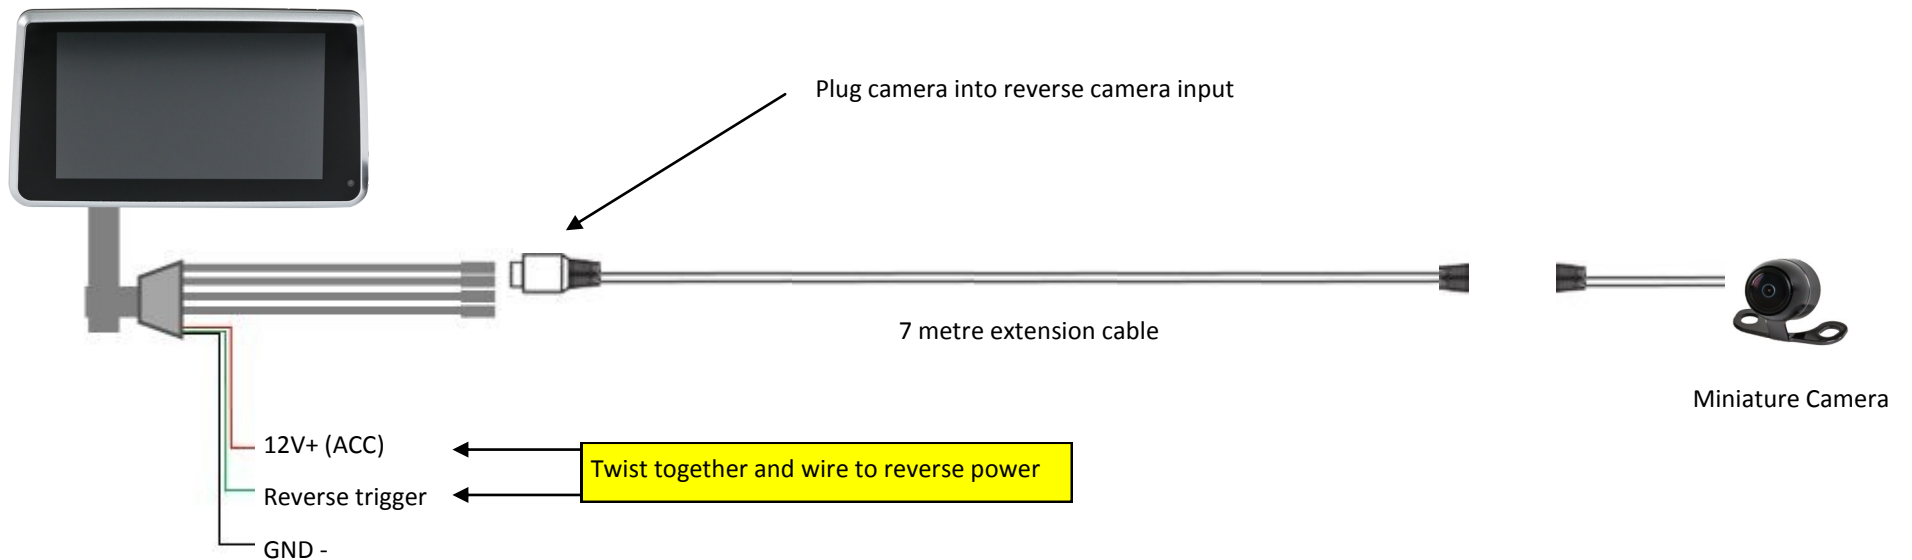 Plug camera into reverse camera input
7 metre extension cable
Miniature Camera
12V+ (ACC)
Twist together and wire to reverse power
Reverse trigger
GND -